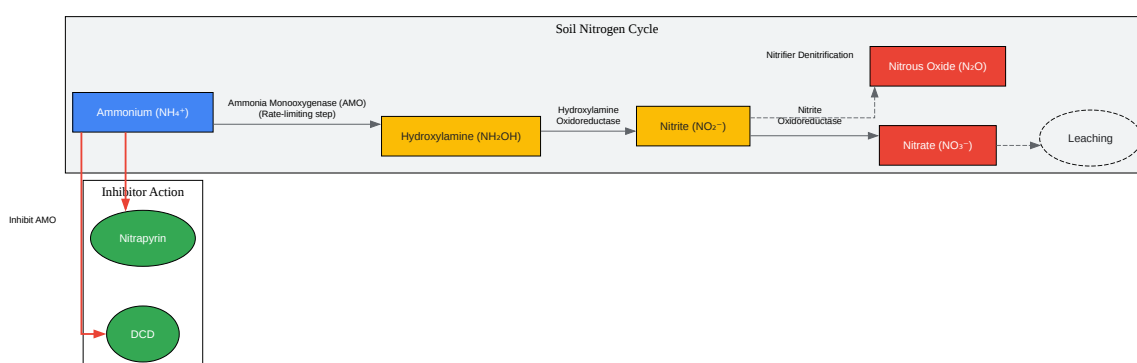 Soil Nitrogen Cycle
Nitrifier Denitrification
Nitrous Oxide (N₂O)
Ammonium (NH₄⁺)
Ammonia Monooxygenase (AMO)
(Rate-limiting step)
Hydroxylamine (NH₂OH)
Hydroxylamine
Oxidoreductase
Nitrite (NO₂⁻)
Nitrite
Oxidoreductase
Nitrate (NO₃⁻)
Leaching
Inhibitor Action
Inhibit AMO
Nitrapyrin
DCD